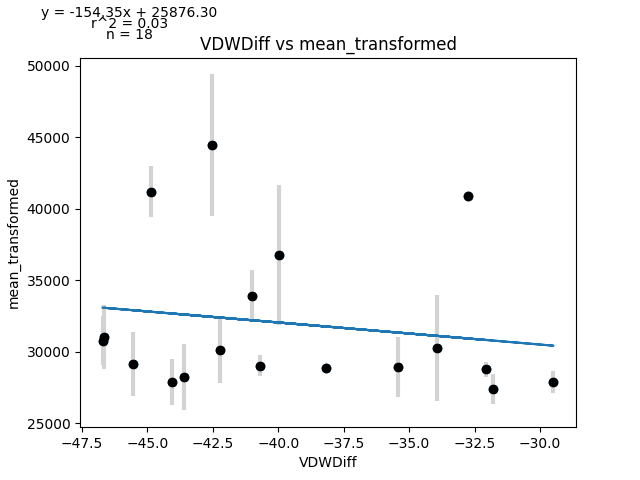 y = -154.35x + 25876.30
r^2 = 0.03
n = 18
VDWDiff vs mean_transformed
50000
45000
40000
35000
30000
25000
mean_transformed
−47.5 −45.0 −42.5 −40.0 −37.5 −35.0 −32.5 −30.0
VDWDiff